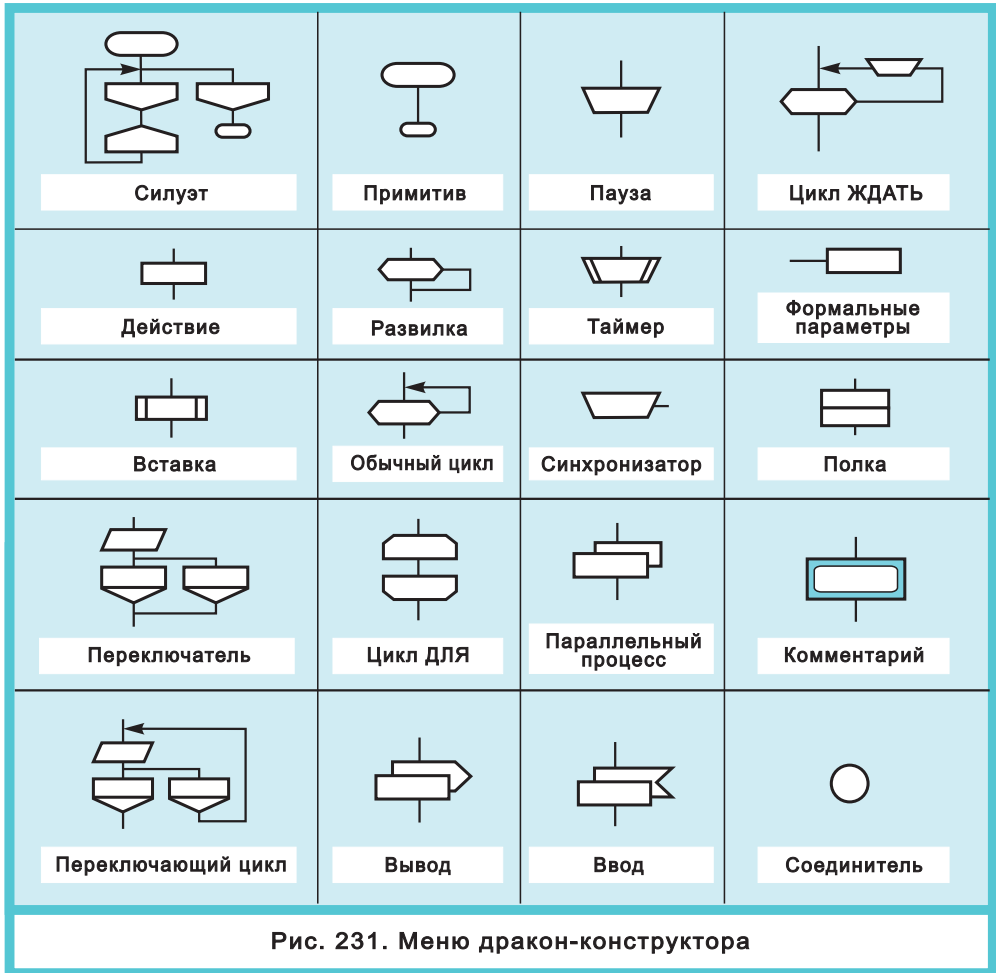 Силуэт
Примитив
Пауза
Цикл ЖДАТЬ
Действие
Развилка
Таймер
Формальные
параметры
Вставка
Обычный цикл
Синхронизатор
Полка
Переключатель
Цикл ДЛЯ
Параллельный
процесс
Комментарий
Переключающий цикл
Вывод
Ввод
Соединитель
Рис. 231. Меню дракон-конструктора